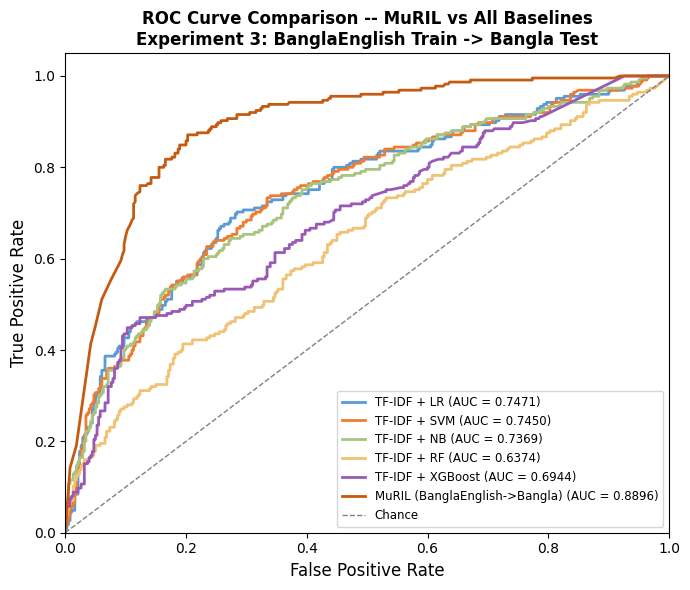 ROC Curve Comparison -- MuRIL vs All Baselines
Experiment 3: BanglaEnglish Train -> Bangla Test
True Positive Rate
1.0
0.8
0.6
0.4
0.2
0.0
TF-IDF + LR (AUC = 0.7471)
TF-IDF + SVM (AUC = 0.7450)
TF-IDF + NB (AUC = 0.7369)
TF-IDF + RF (AUC = 0.6374)
TF-IDF + XGBoost (AUC = 0.6944)
MuRIL (BanglaEnglish->Bangla) (AUC = 0.8896)
Chance
0.0 0.2 0.4 0.6 0.8 1.0
False Positive Rate